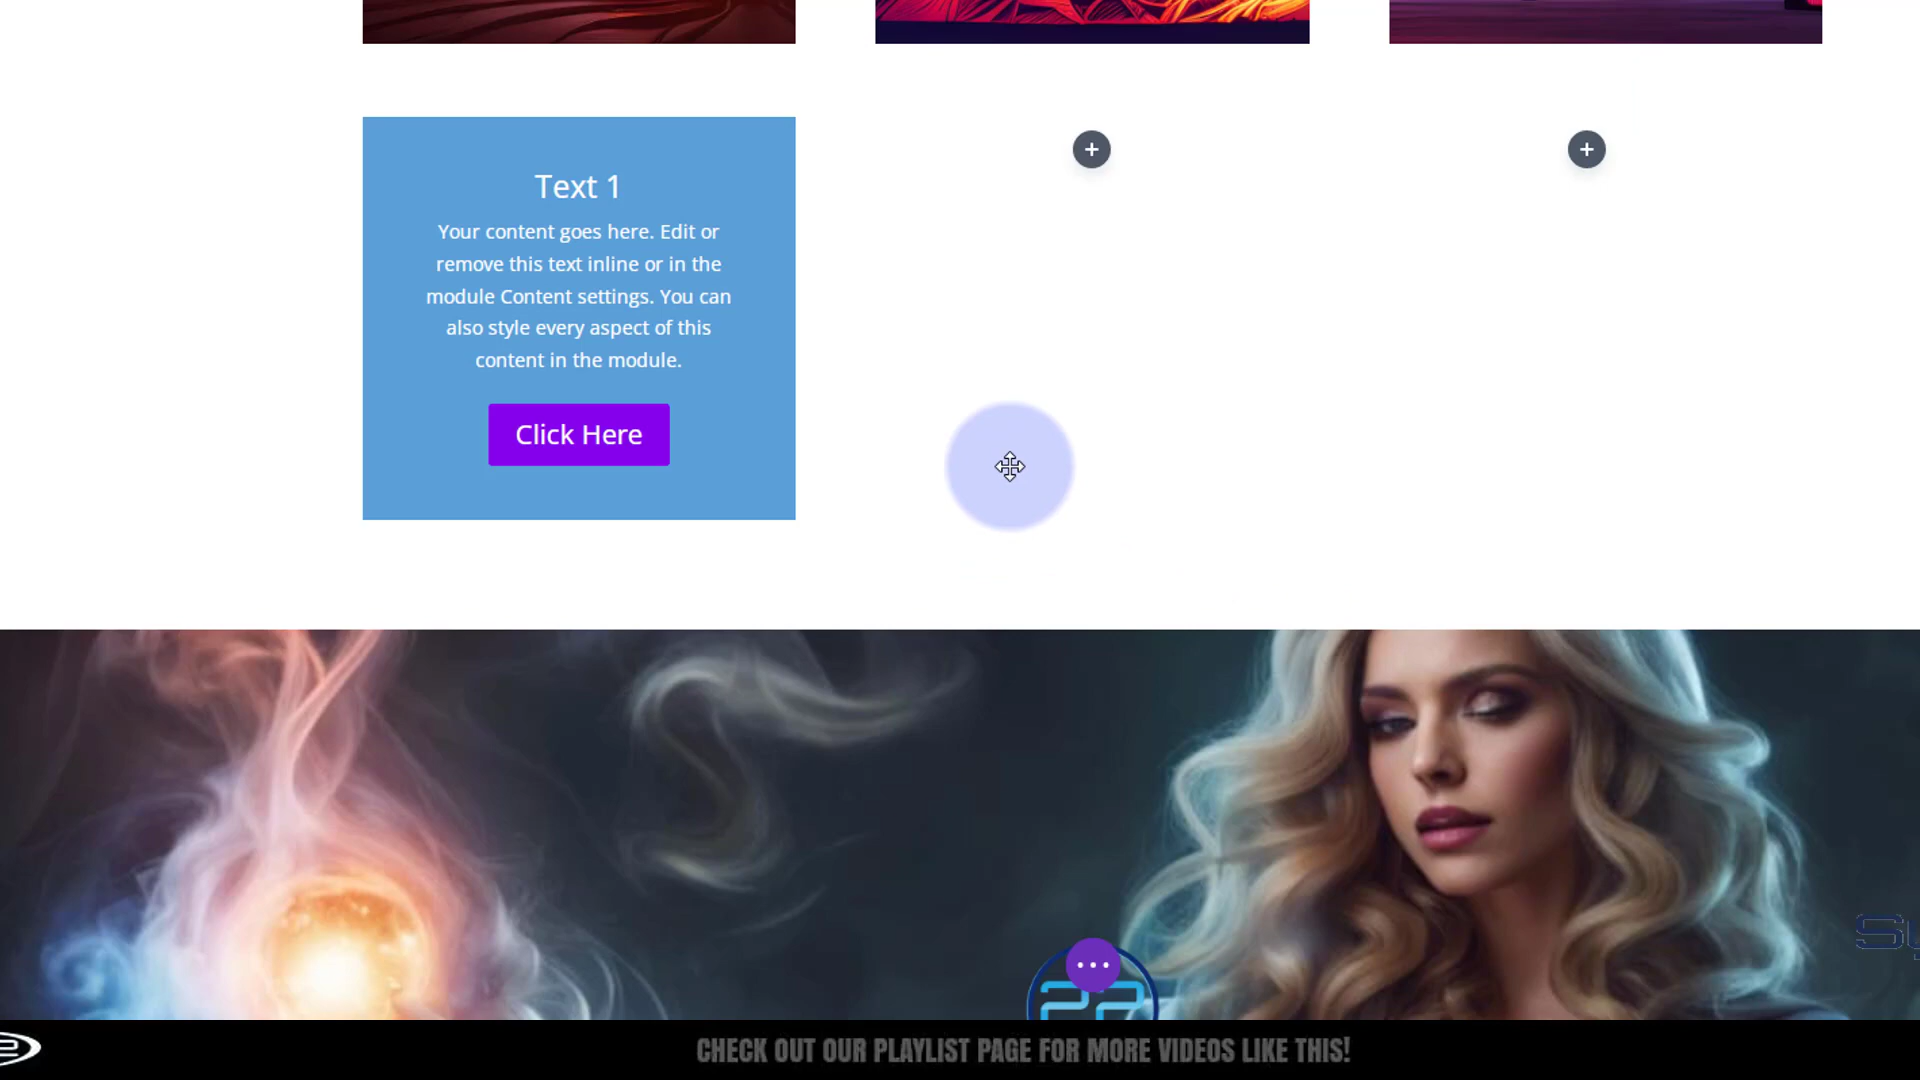 Text 1
Your content goes here. Edit or
remove this text inline or in the
module Content settings. You can
also style every aspect of this
content in the module.
Click Here
CHECK OUT OUR PLAYLIST PAGE FOR MORE VIDEOS LIKE THIS!